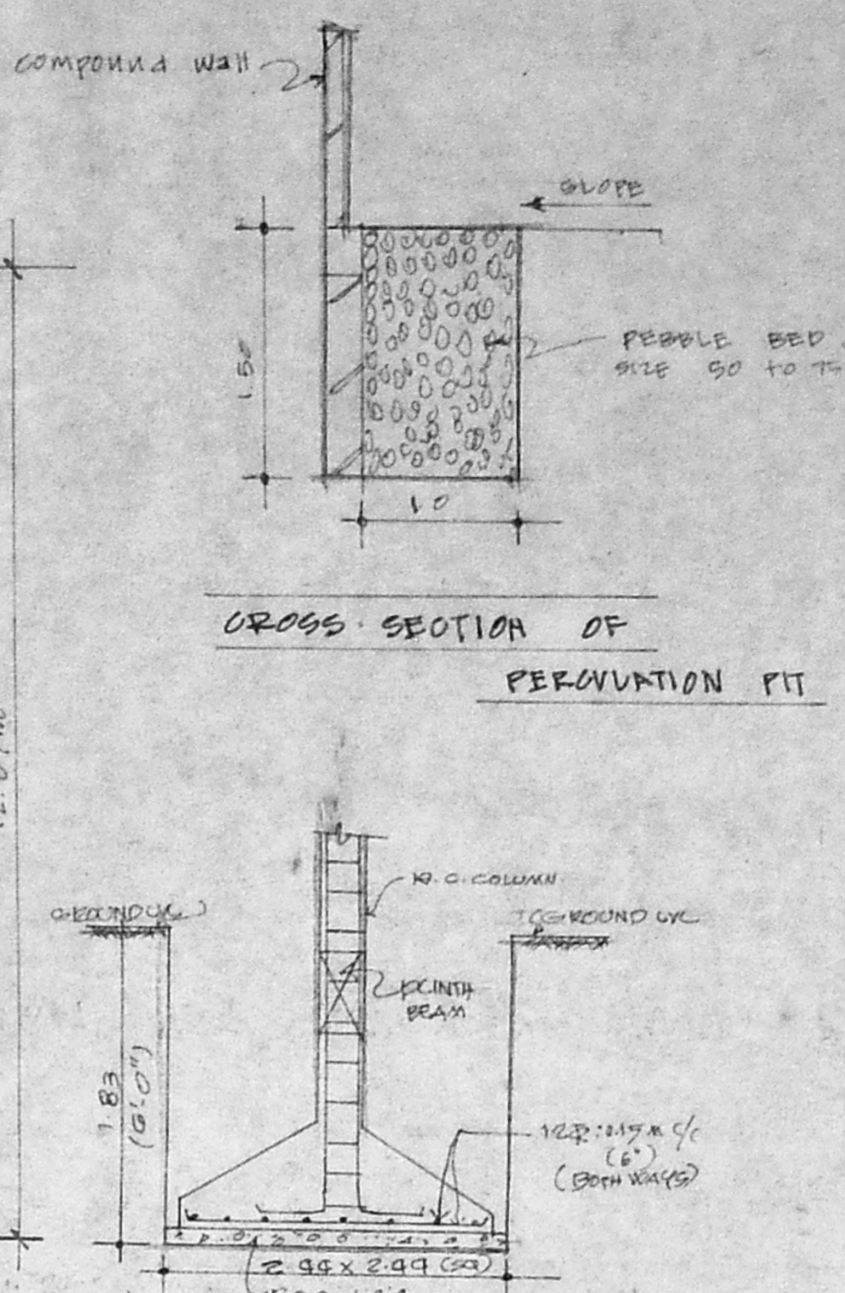 compound wall
SLOPE
1.50
PEBBLE BED
SIZE 50 TO 75
1.0
CROSS SECTION OF
PERCULATION PIT
R.C. COLUMN
GROUND LVL
GROUND LVL
PLINTH
BEAM
1.83
(6'-0")
0.15 M C/C
(6")
(BOTH WAYS)
2.44 X 2.44 (SQ)